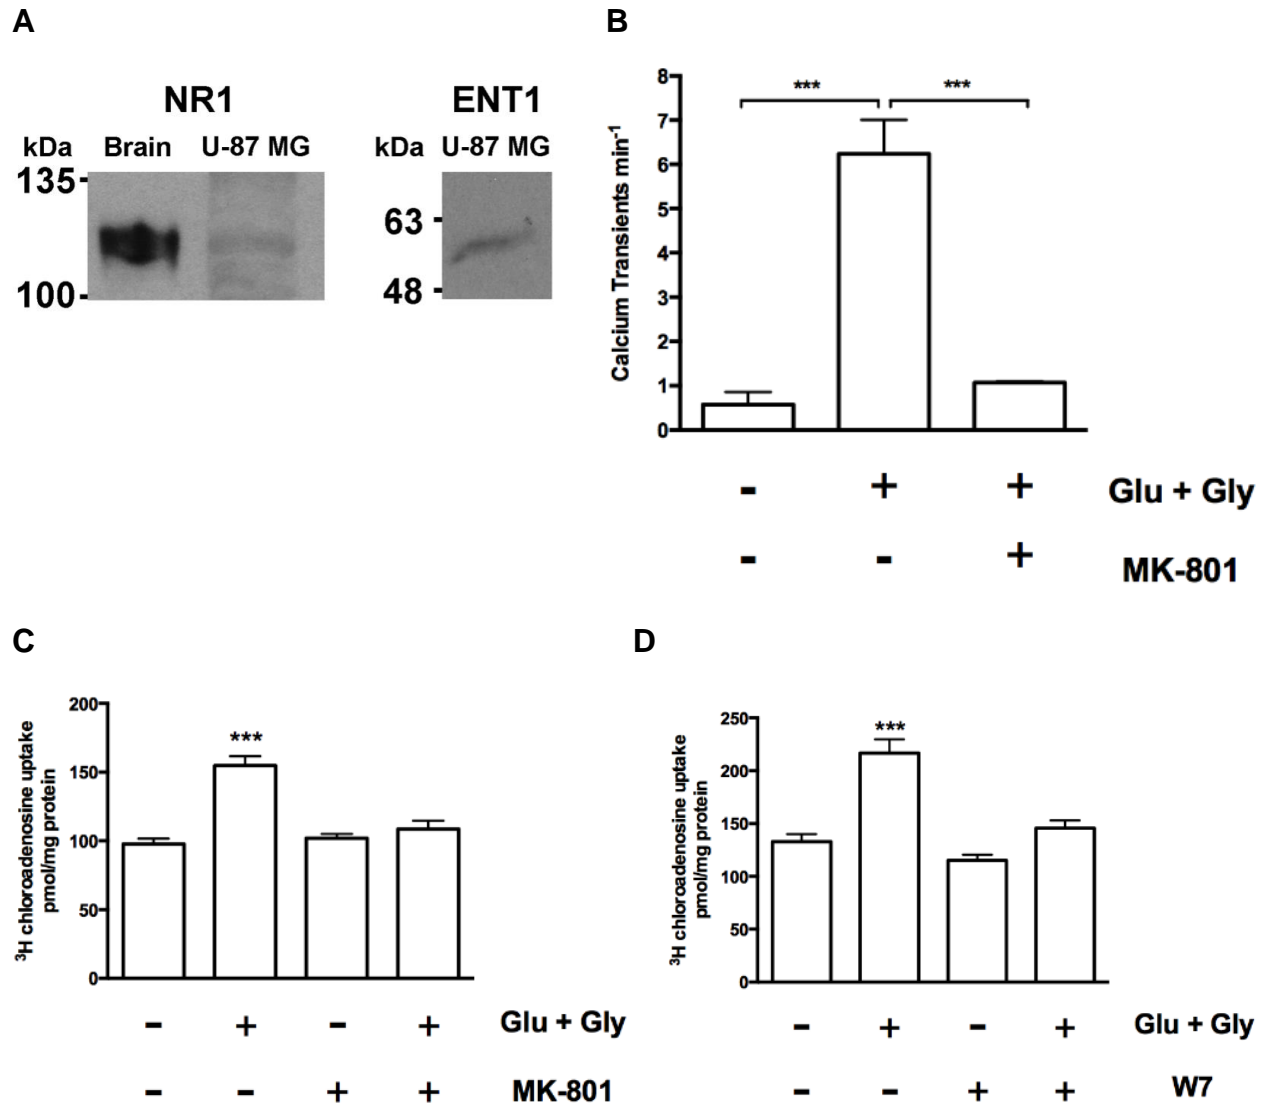 A
NR1
ENT1
kDa Brain U-87 MG
kDa U-87 MG
135
100
63
48
B
Calcium Transients min-1
8
7
6
5
4
3
2
1
0
*** ***
- + + Glu + Gly
- - + MK-801
C
3H chloroadenosine uptake
pmol/mg protein
200
150
100
50
0
***
- + - + Glu + Gly
- - + + MK-801
D
3H chloroadenosine uptake
pmol/mg protein
250
200
150
100
50
0
***
- + - + Glu + Gly
- - + + W7